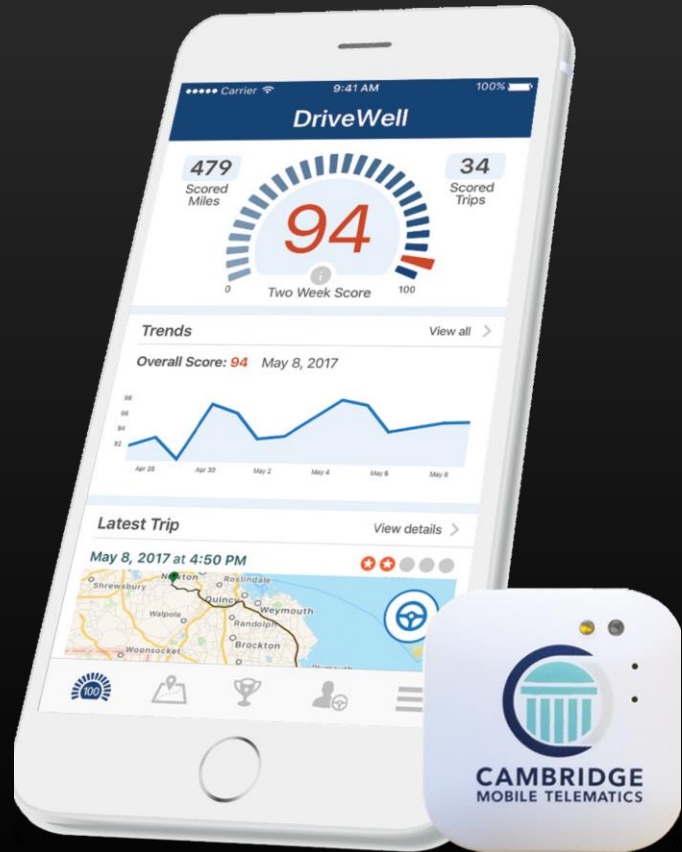 Carrier 9:41 AM 100%
DriveWell
479
Scored
Miles
34
Scored
Trips
94
i
0 Two Week Score 100
Trends View all
Overall Score: 94 May 8, 2017
98
96
94
92
Apr 28 Apr 30 May 2 May 4 May 6 May 8
Latest Trip View details
May 8, 2017 at 4:50 PM
Newton
Shrewsbury
Roslindale
Quincy
Weymouth
Walpole
Randolph
Brockton
Woonsocket
100
CAMBRIDGE
MOBILE TELEMATICS